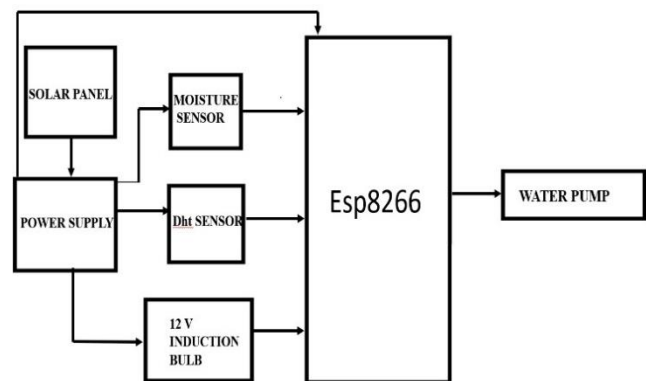 SOLAR PANEL
MOISTURE
SENSOR
Esp8266
WATER PUMP
POWER SUPPLY
Dht SENSOR
12 V
INDUCTION
BULB